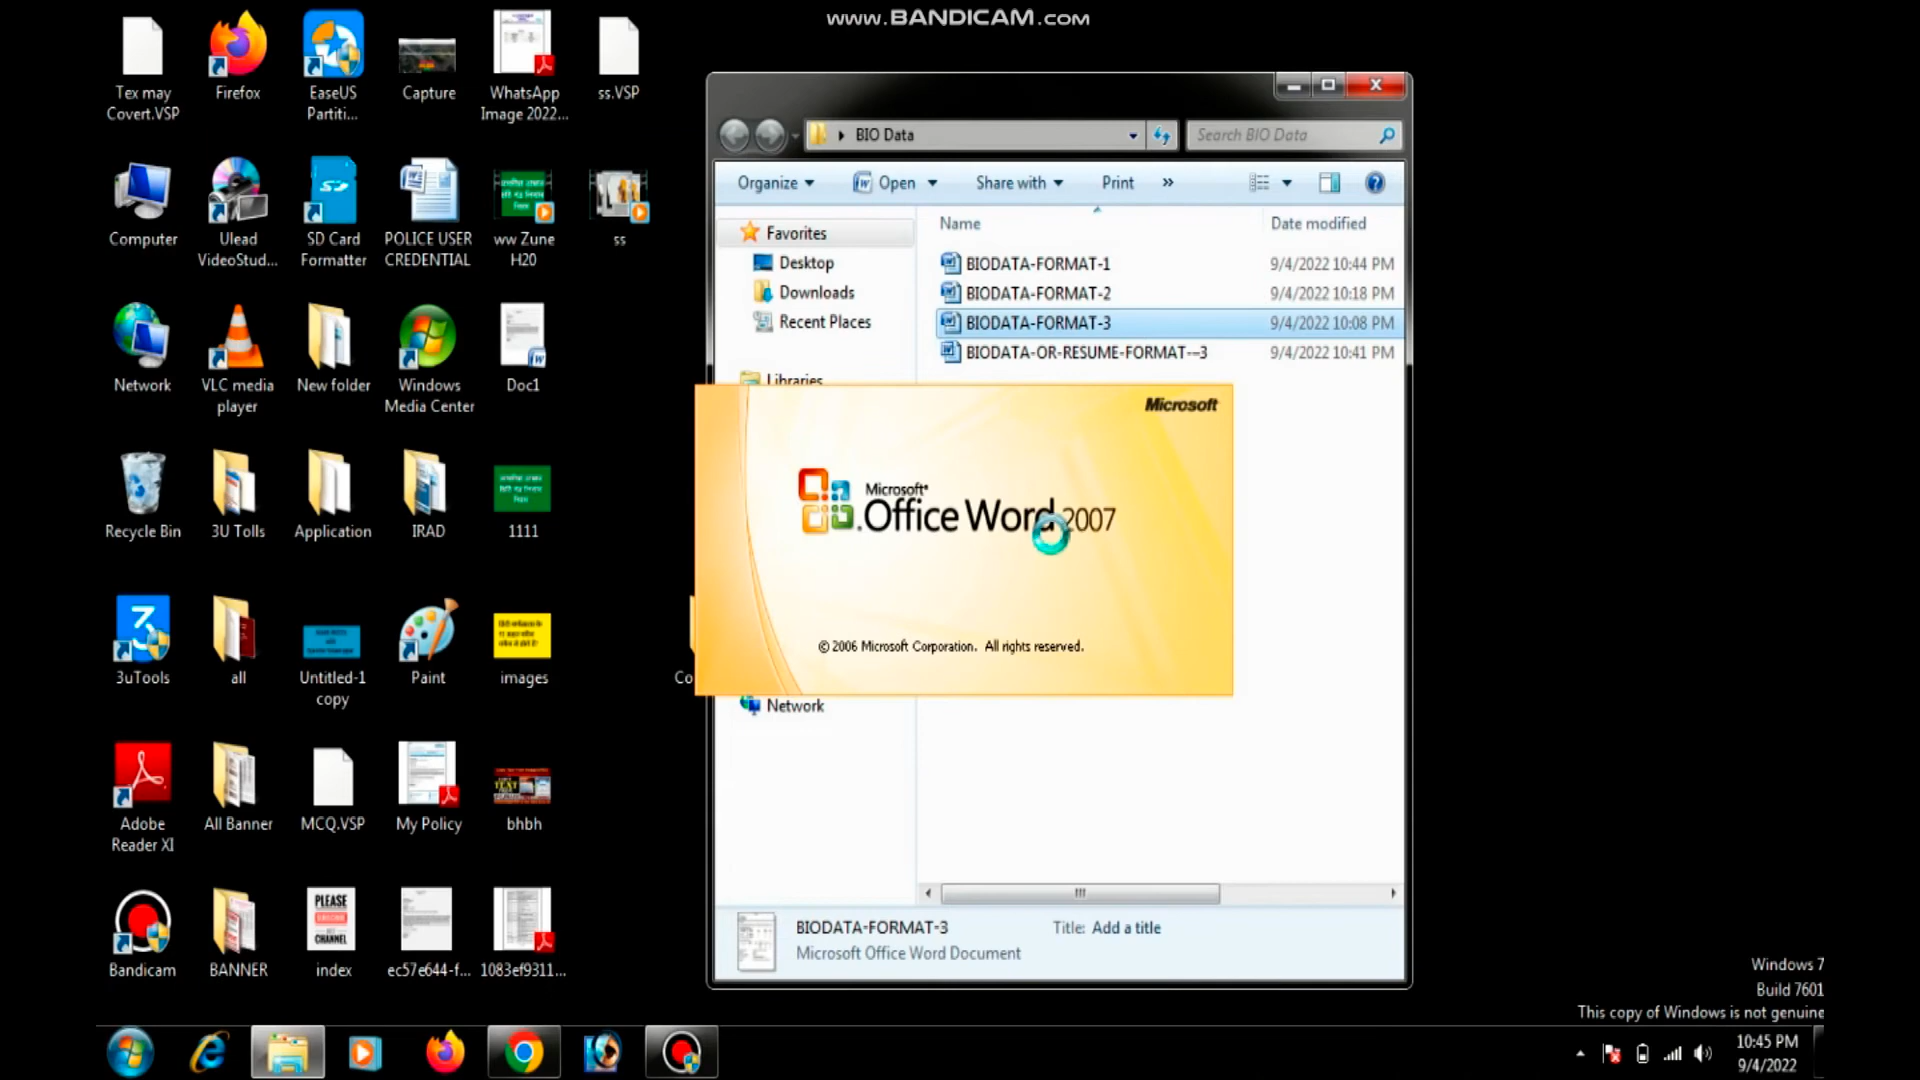 www.BANDICAM.com
Tex may
Covert.VSP
Firefox
EaseUS
Partiti...
Capture
WhatsApp
Image 2022...
ss.VSP
Computer
Ulead
VideoStud...
SD Card
Formatter
POLICE USER
CREDENTIAL
ww Zune
H20
ss
Network
VLC media
player
New folder
Windows
Media Center
Doc1
Recycle Bin
3U Tolls
Application
IRAD
1111
3uTools
all
Untitled-1
copy
Paint
images
Co
Adobe
Reader XI
All Banner
MCQ.VSP
My Policy
bhbh
PLEASE
CHANNEL
Bandicam
BANNER
index
ec57e644-f...
1083ef9311...
BIO Data
Search BIO Data
Organize
Open
Share with
Print
»
Name
Date modified
Favorites
Desktop
Downloads
Recent Places
Libraries
Network
BIODATA-FORMAT-1 9/4/2022 10:44 PM
BIODATA-FORMAT-2 9/4/2022 10:18 PM
BIODATA-FORMAT-3 9/4/2022 10:08 PM
BIODATA-OR-RESUME-FORMAT--3 9/4/2022 10:41 PM
Microsoft
Microsoft®
Office Word 2007
© 2006 Microsoft Corporation. All rights reserved.
BIODATA-FORMAT-3
Title: Add a title
Microsoft Office Word Document
Windows 7
Build 7601
This copy of Windows is not genuine
10:45 PM
9/4/2022